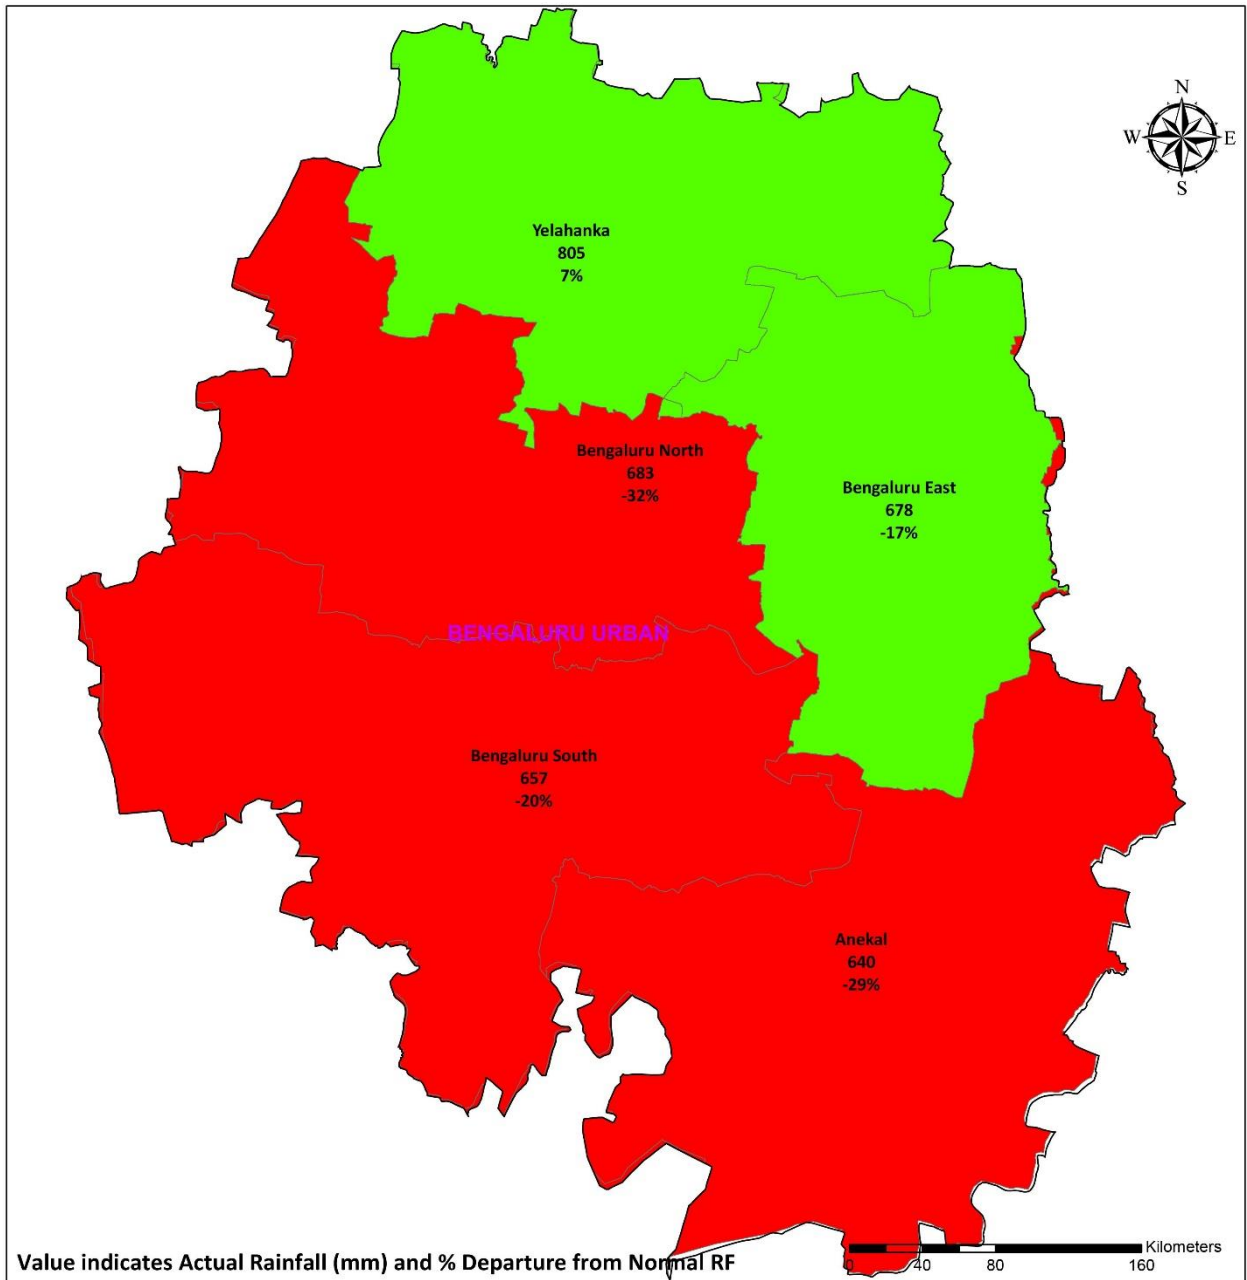 N
W E
S
Yelahanka
805
7%
Bengaluru North
683
-32%
Bengaluru East
678
-17%
BENGALURU URBAN
Bengaluru South
657
-20%
Anekal
640
-29%
Kilometers
0 40 80 160
Value indicates Actual Rainfall (mm) and % Departure from Normal RF